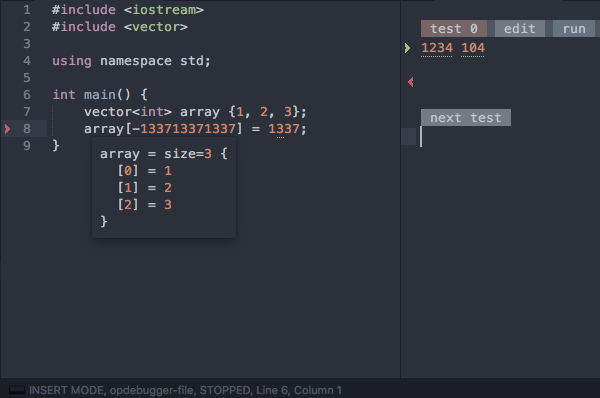 1 #include <iostream>
2 #include <vector>
3
4 using namespace std;
5
6 int main() {
7 vector<int> array {1, 2, 3};
8 array[-133713371337] = 1337;
9 }
array = size=3 {
[0] = 1
[1] = 2
[2] = 3
}
test 0 edit run
1234 104
next test
INSERT MODE, opdebugger-file, STOPPED, Line 6, Column 1